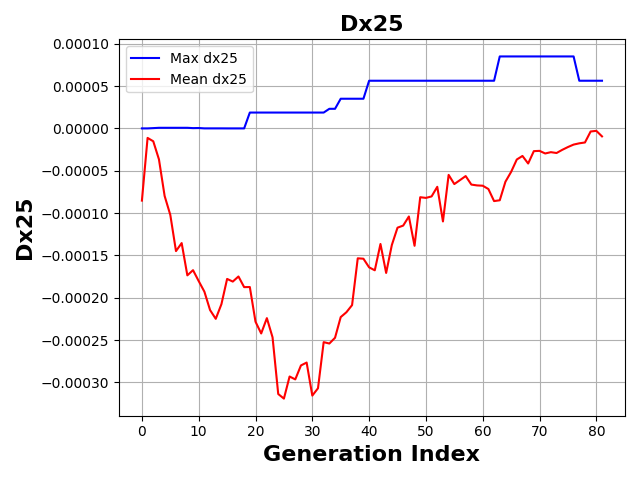 Dx25
Max dx25
Mean dx25
0.00010
0.00005
0.00000
−0.00005
−0.00010
−0.00015
−0.00020
−0.00025
−0.00030
Dx25
0 10 20 30 40 50 60 70 80
Generation Index